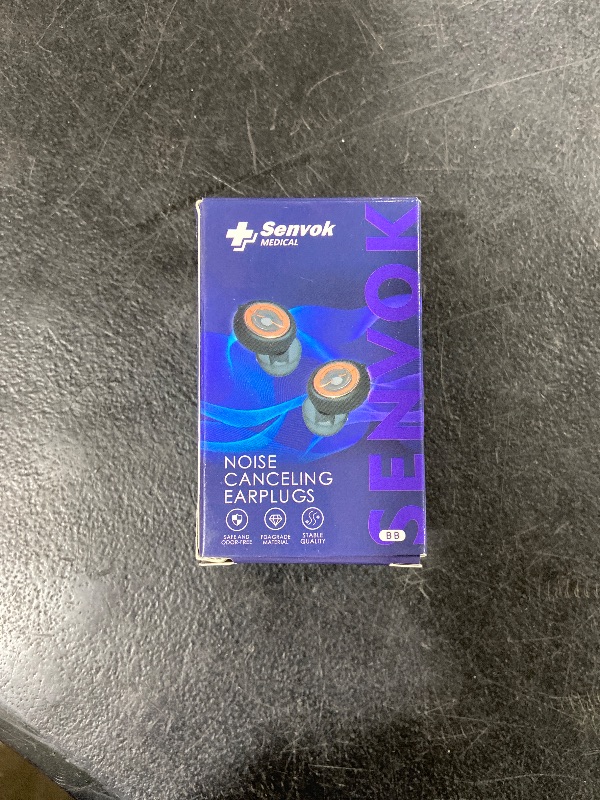 Senvok
MEDICAL
SENVOK
NOISE
CANCELING
EARPLUGS
SAFE AND
ODOR-FREE
FDAGRADE
MATERIAL
STABLE
QUALITY
BB